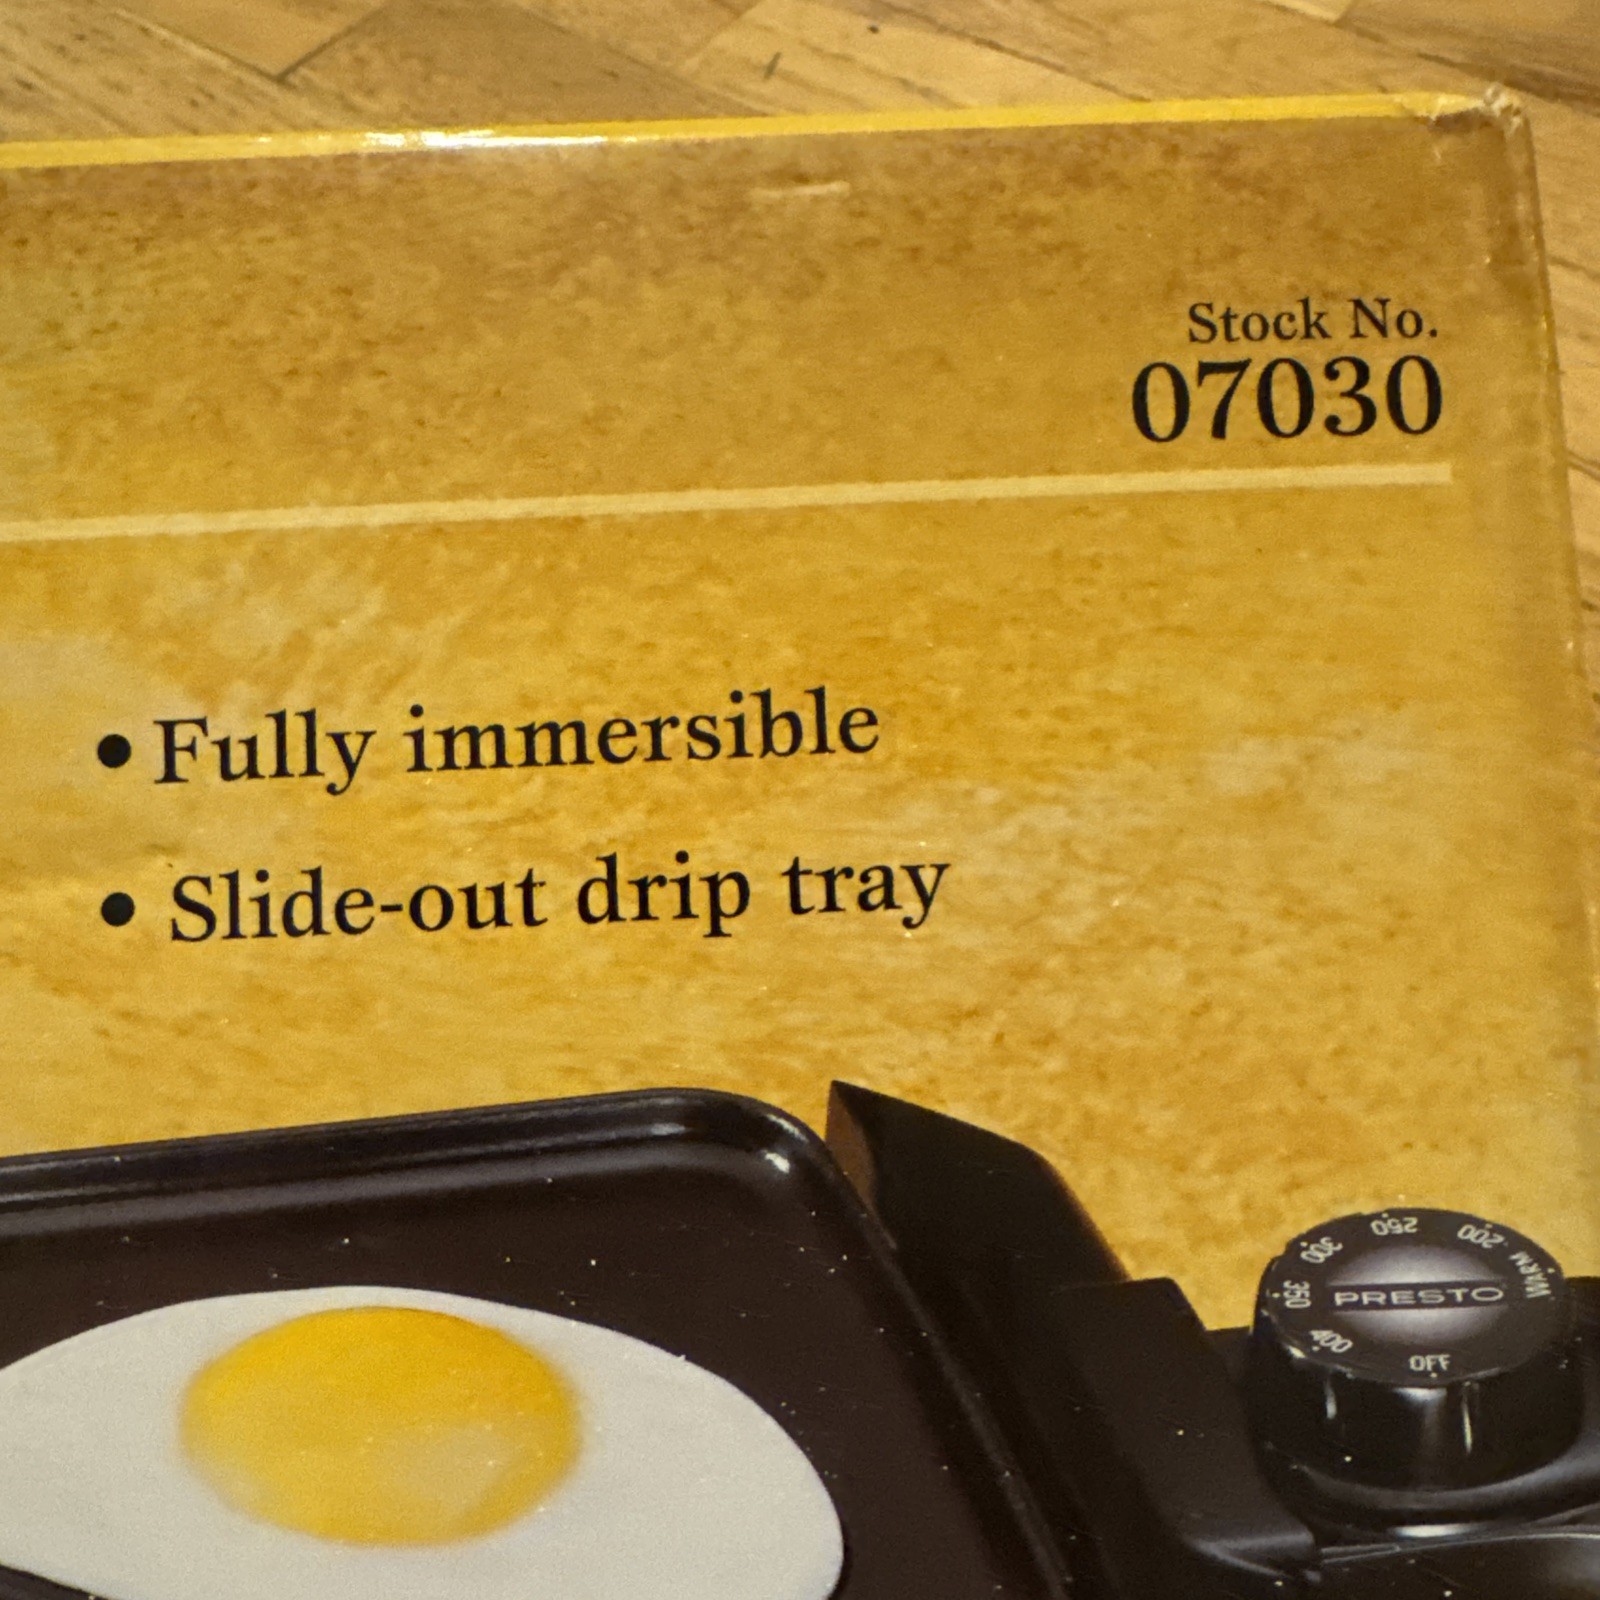 Stock No.
07030
• Fully immersible
• Slide-out drip tray
250
200
300
WARM
350
PRESTO
400
OFF